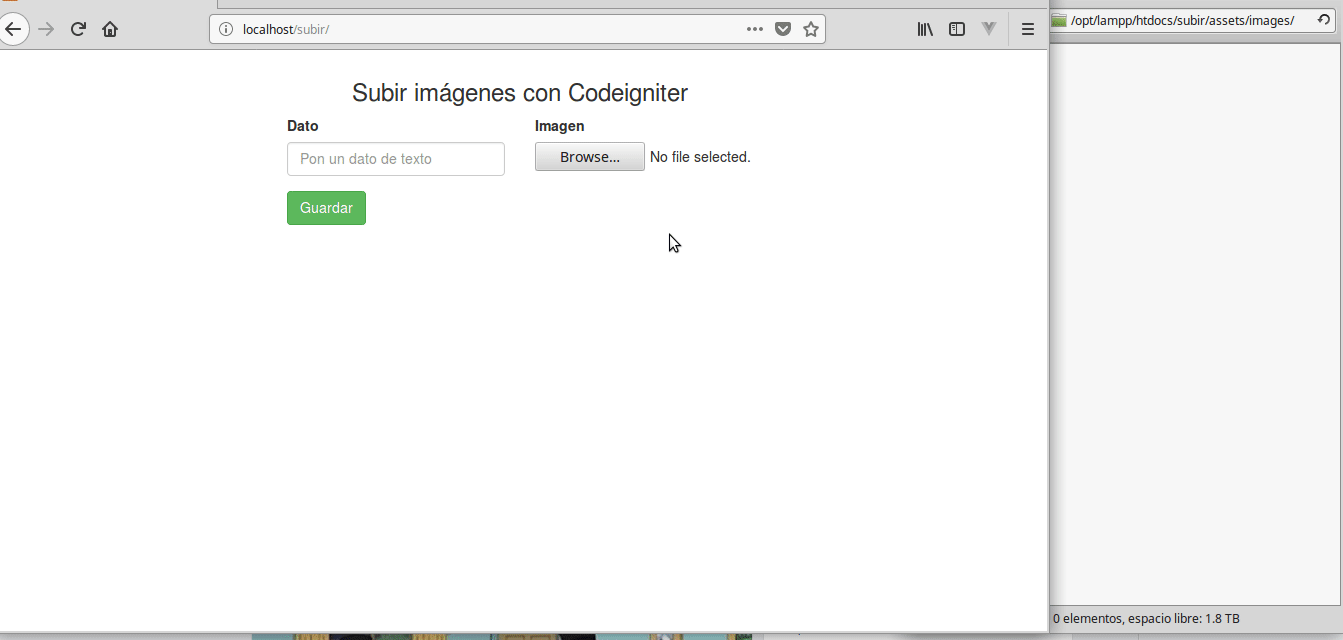 localhost/subir/
/opt/lampp/htdocs/subir/assets/images/
Subir imágenes con Codeigniter
Dato
Imagen
Pon un dato de texto
Browse... No file selected.
Guardar
0 elementos, espacio libre: 1.8 TB